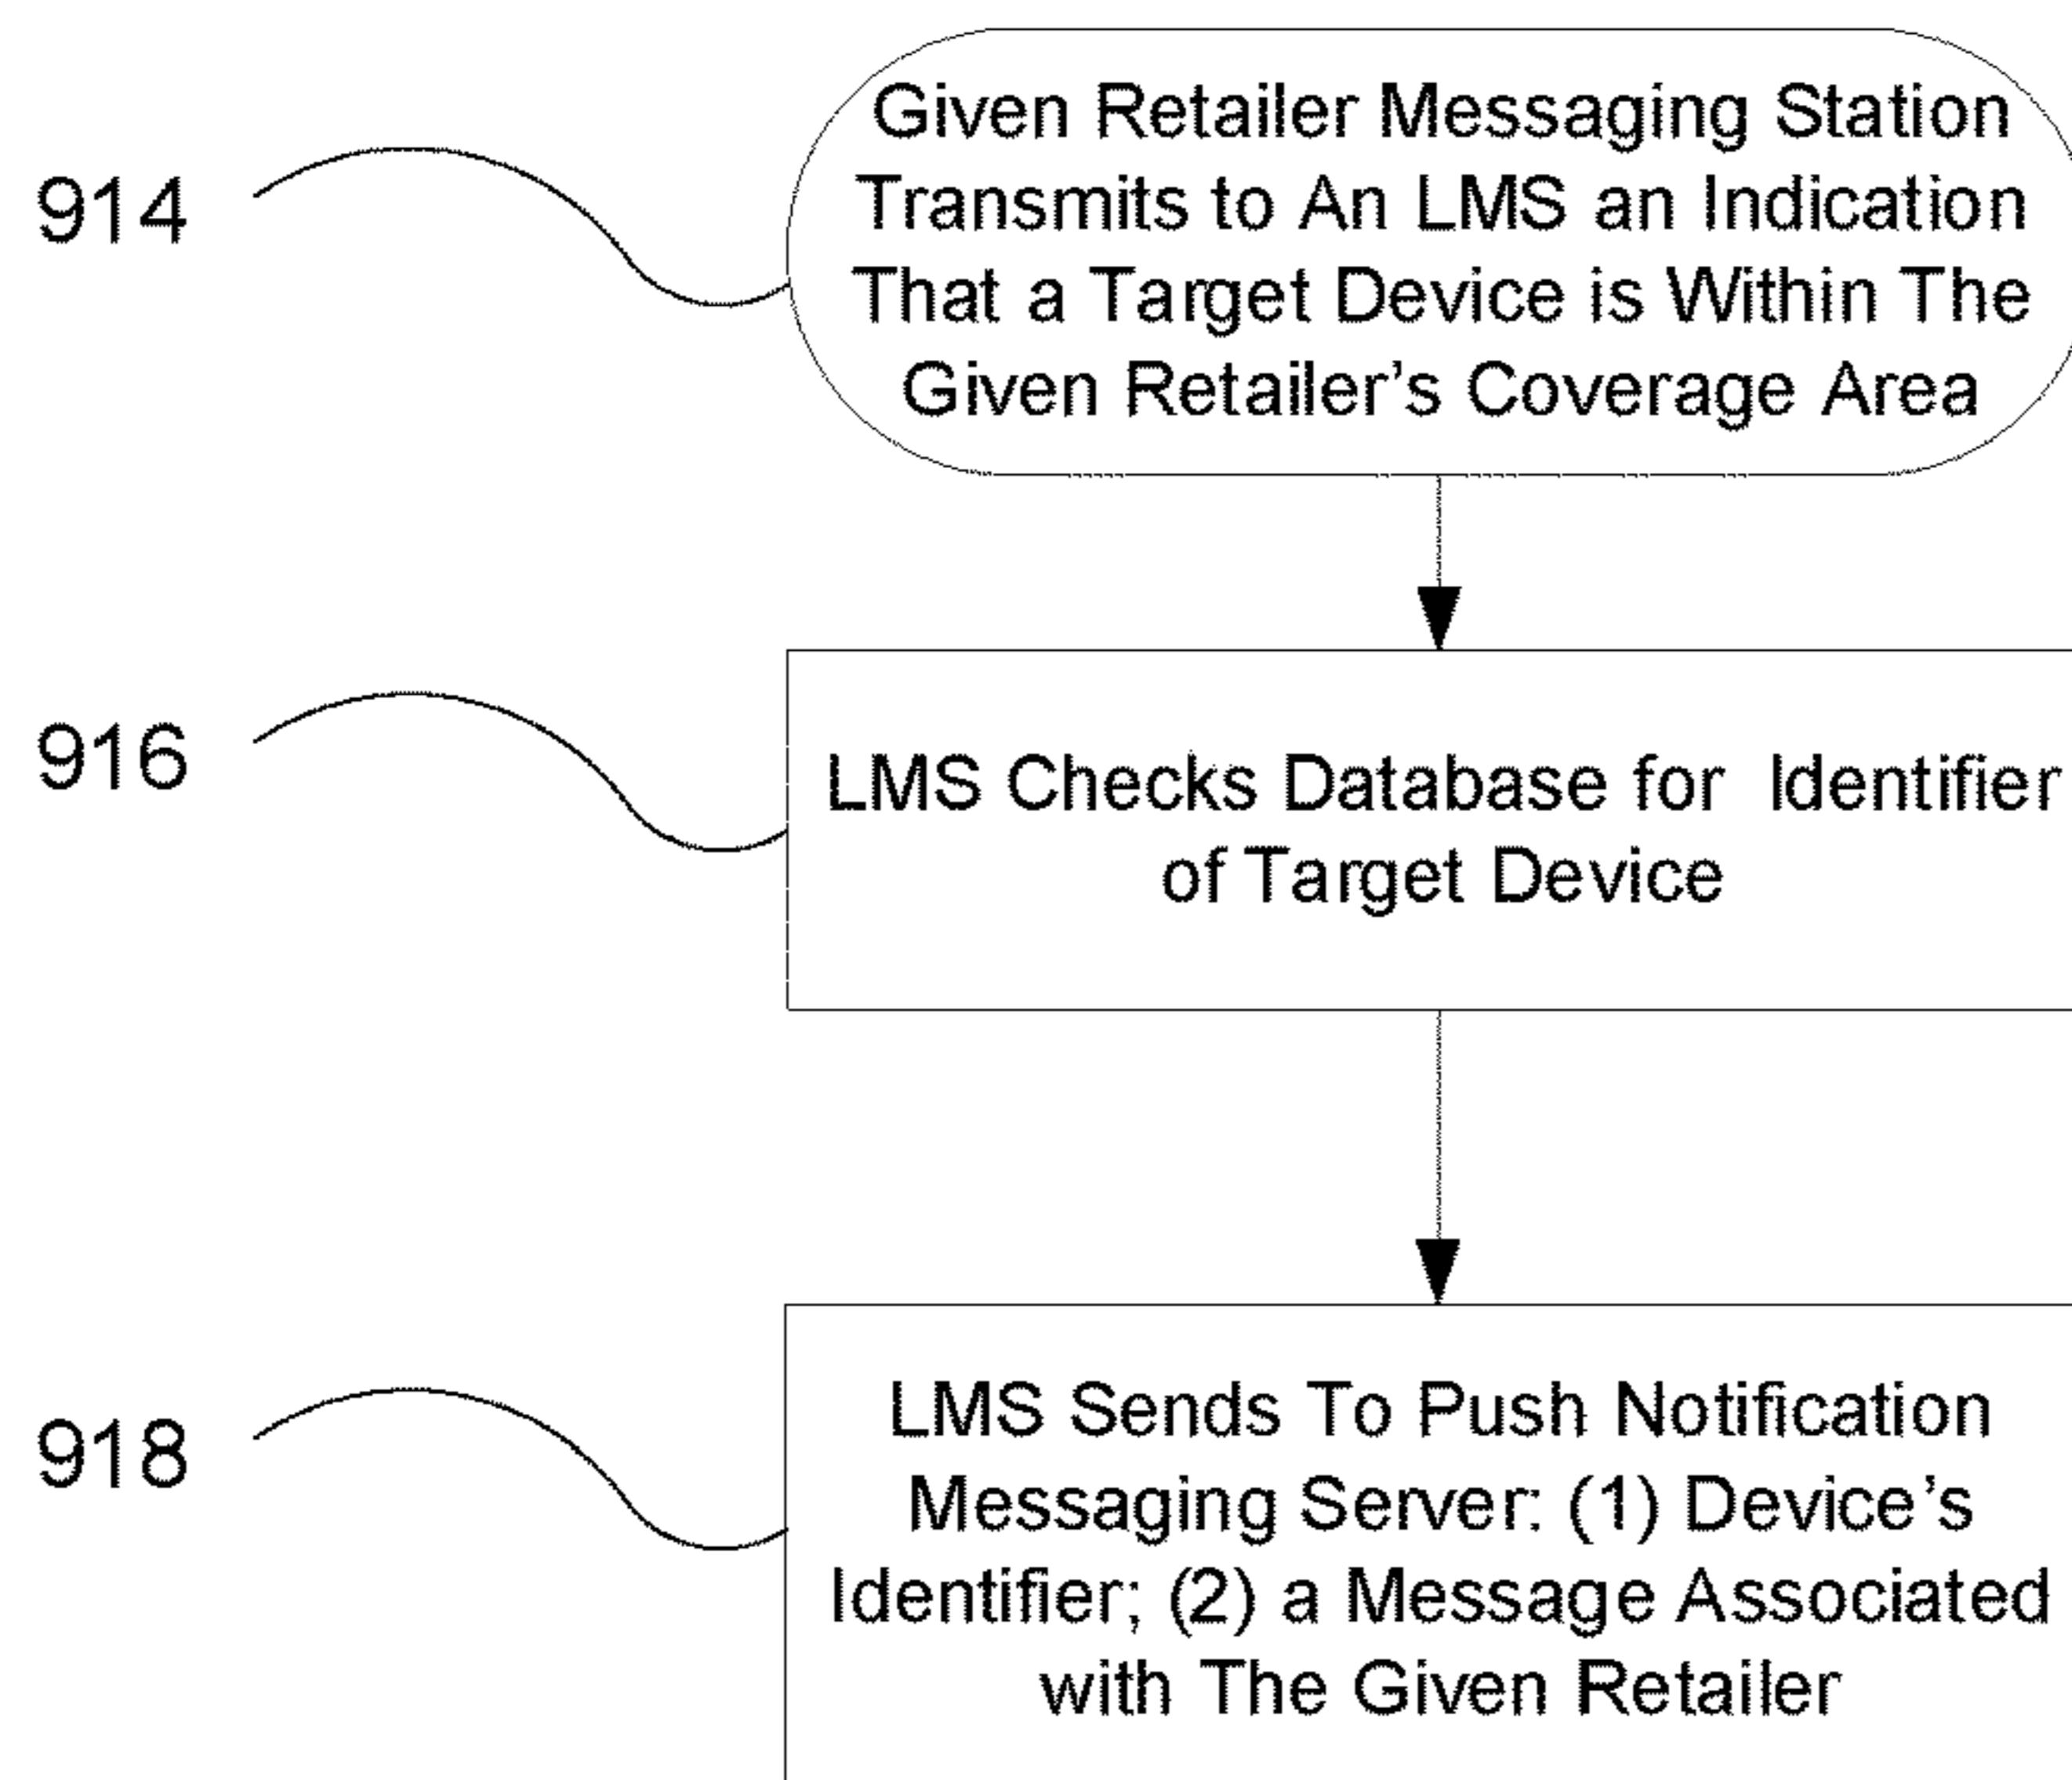 914
Given Retailer Messaging Station
Transmits to An LMS an Indication
That a Target Device is Within The
Given Retailer's Coverage Area
916
LMS Checks Database for Identifier
of Target Device
918
LMS Sends To Push Notification
Messaging Server: (1) Device's
Identifier; (2) a Message Associated
with The Given Retailer